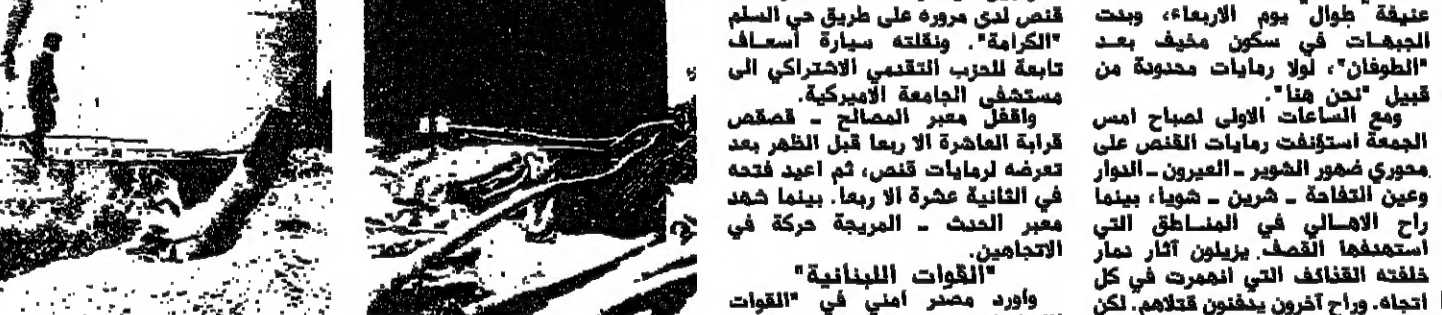 عنيفة طوال يوم الاربعاء، وبدت
الجبهات في سكون مخيف بعد
"الطوفان"، لولا رمايات محدودة من
قبيل "نحن هنا".
ومع الساعات الاولى لصباح امس
الجمعة استؤنفت رمايات القنص على
محوري ضهور الشوير ـ العيرون ـ الدوار
وعين التفاحة ـ شرين ـ شويا، بينما
راح الاهالي في المناطق التي
استهدفها القصف يزيلون آثار دمار
خلفته القذائف التي انهمرت في كل
اتجاه. وراح آخرون يدفنون قتلاهم. لكن
قنص لدى مروره على طريق حي السلم
"الكرامة". ونقلته سيارة اسعاف
تابعة للحزب التقدمي الاشتراكي الى
مستشفى الجامعة الاميركية.
واقفل معبر المصالح ـ قصقص
قرابة العاشرة الا ربعا قبل الظهر بعد
تعرضه لرمايات قنص، ثم اعيد فتحه
في الثانية عشرة الا ربعا. بينما شهد
معبر الحدث ـ المريجة حركة في
الاتجاهين.
"القوات اللبنانية"
واورد مصدر امني في "القوات